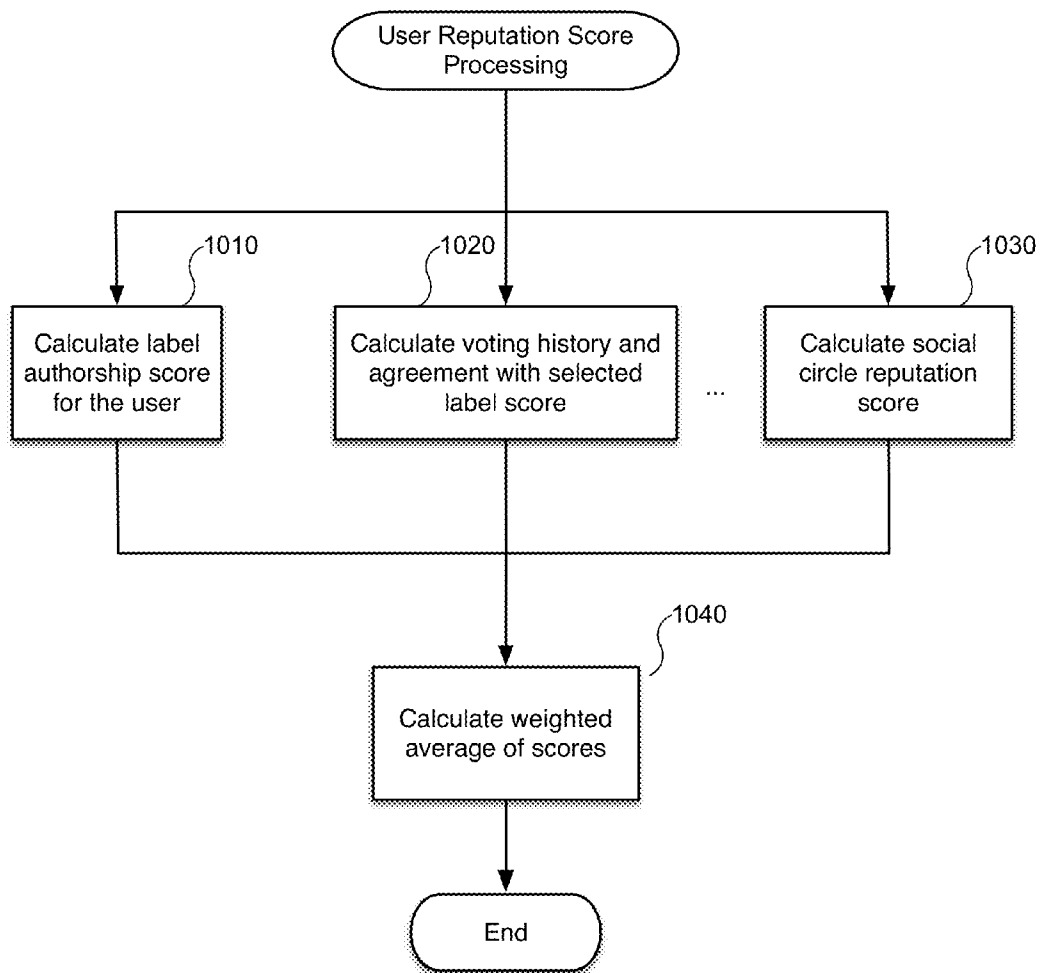 User Reputation Score
Processing
1010
1020
1030
Calculate label
authorship score
for the user
Calculate voting history and
agreement with selected
label score
...
Calculate social
circle reputation
score
1040
Calculate weighted
average of scores
End